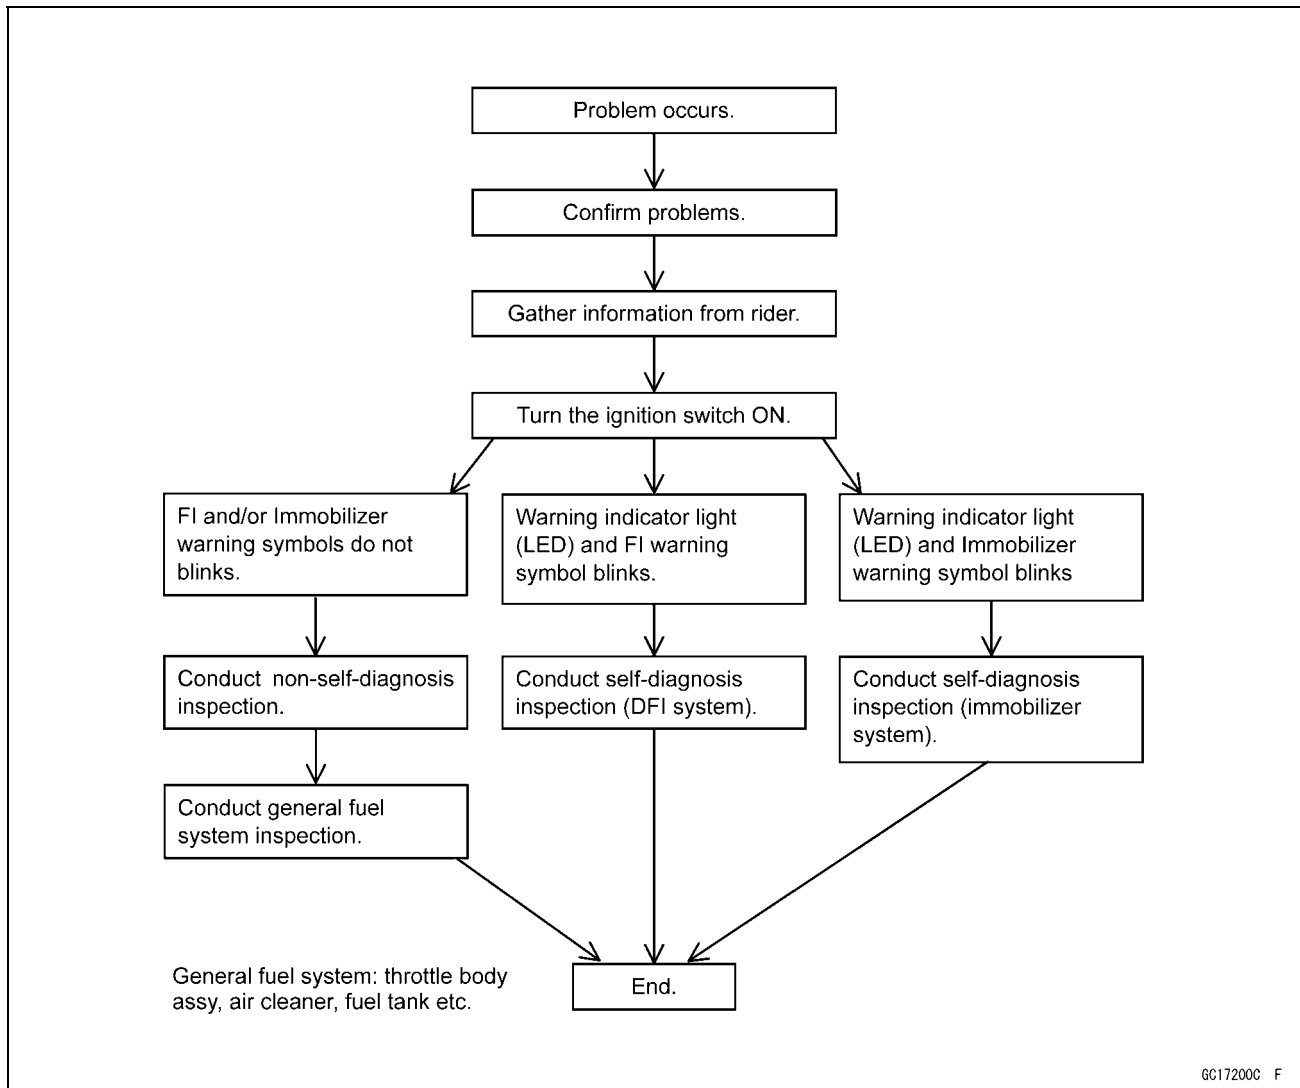 Problem occurs.
Confirm problems.
Gather information from rider.
Turn the ignition switch ON.
FI and/or Immobilizer
warning symbols do not
blinks.
Warning indicator light
(LED) and FI warning
symbol blinks.
Warning indicator light
(LED) and Immobilizer
warning symbol blinks
Conduct non-self-diagnosis
inspection.
Conduct self-diagnosis
inspection (DFI system).
Conduct self-diagnosis
inspection (immobilizer
system).
Conduct general fuel
system inspection.
General fuel system: throttle body
assy, air cleaner, fuel tank etc.
End.
GC17200C F